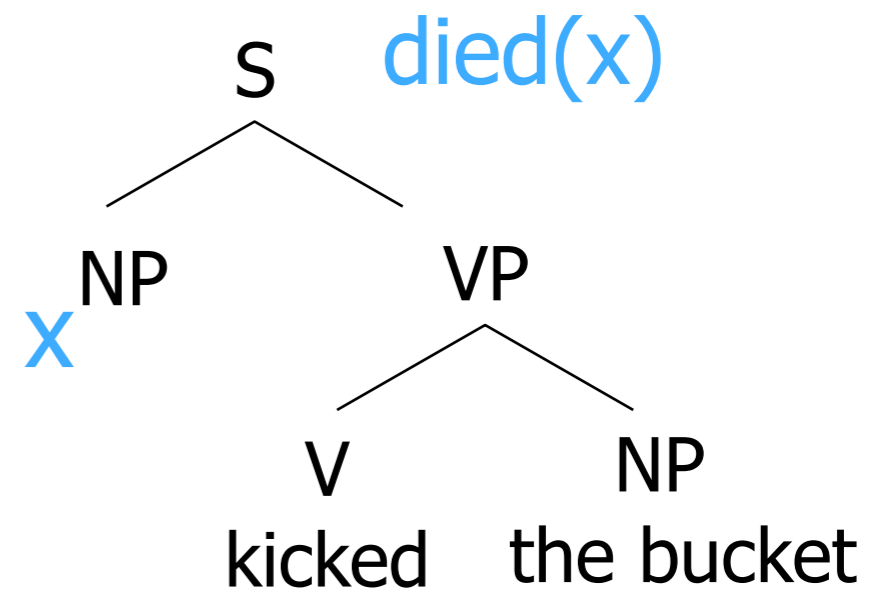 S died(x)
NP VP
x
V NP
kicked the bucket